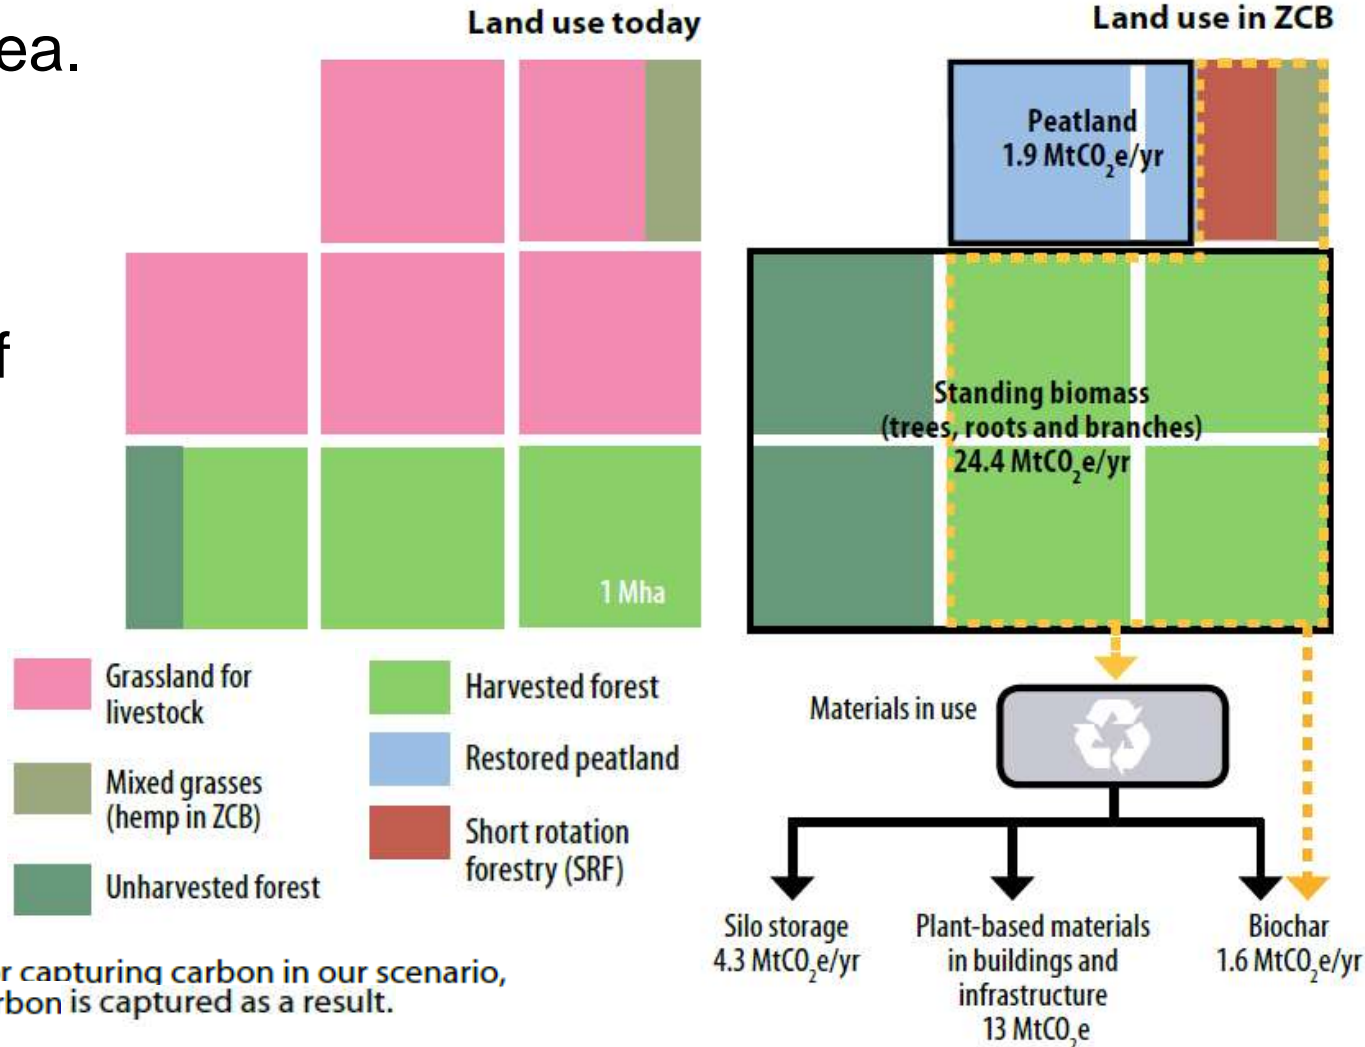 ea.
f
Land use today
Land use in ZCB
Peatland
1.9 MtCO₂e/yr
Standing biomass
(trees, roots and branches)
24.4 MtCO₂e/yr
1 Mha
Grassland for
livestock
Mixed grasses
(hemp in ZCB)
Unharvested forest
Harvested forest
Restored peatland
Short rotation
forestry (SRF)
Materials in use
Silo storage
4.3 MtCO₂e/yr
Plant-based materials
in buildings and
infrastructure
13 MtCO₂e
Biochar
1.6 MtCO₂e/yr
r capturing carbon in our scenario,
rbon is captured as a result.